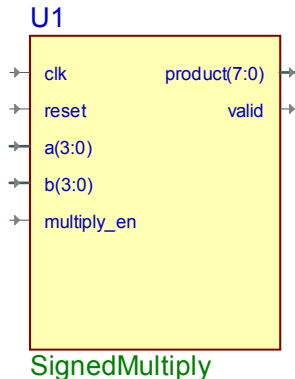 U1
clk product(7:0)
reset valid
a(3:0)
b(3:0)
multiply_en
SignedMultiply